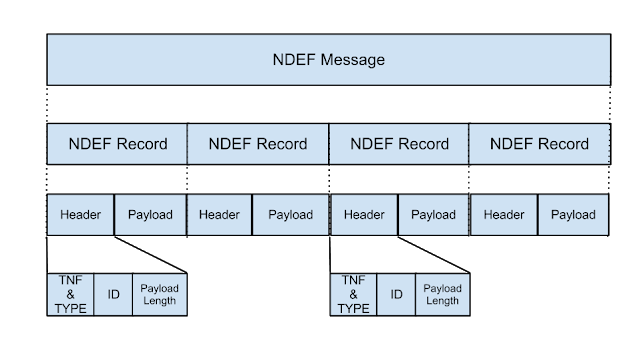 NDEF Message
NDEF Record NDEF Record NDEF Record NDEF Record
Header Payload Header Payload Header Payload Header Payload
TNF
&
TYPE
ID
Payload
Length
TNF
&
TYPE
ID
Payload
Length